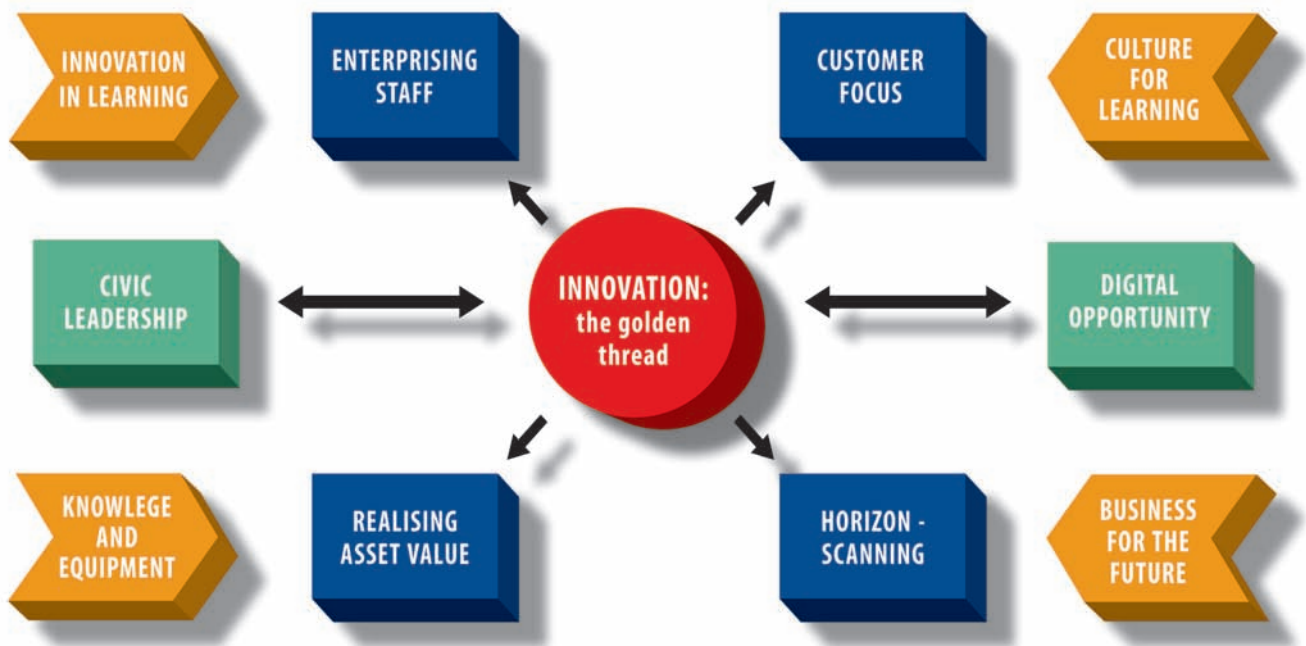 INNOVATION
IN LEARNING
ENTERPRISING
STAFF
CUSTOMER
FOCUS
CULTURE
FOR
LEARNING
CIVIC
LEADERSHIP
INNOVATION:
the golden
thread
DIGITAL
OPPORTUNITY
KNOWLEGE
AND
EQUIPMENT
REALISING
ASSET VALUE
HORIZON -
SCANNING
BUSINESS
FOR THE
FUTURE